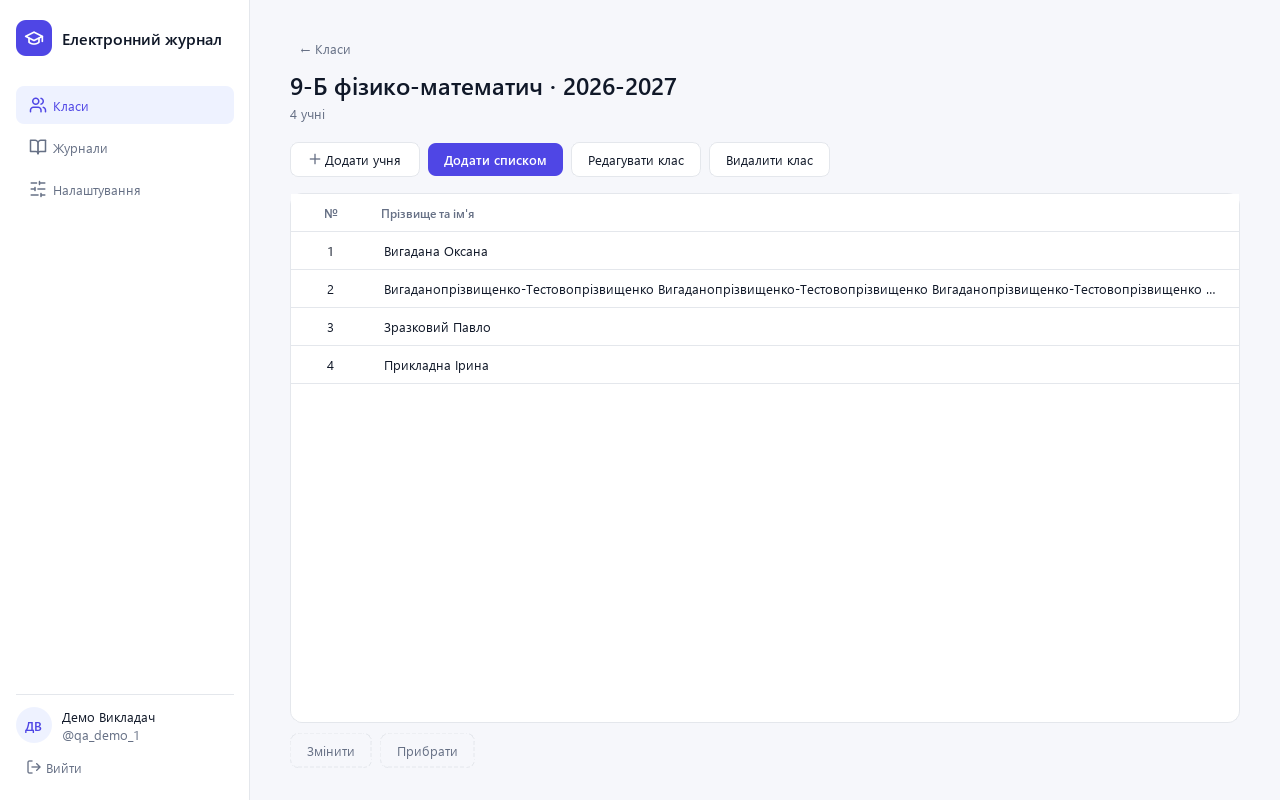 Електронний журнал
Класи
Журнали
Налаштування
ДВ
Демо Викладач
@qa_demo_1
Вийти
← Класи
9-Б фізико-математич · 2026-2027
4 учні
Додати учня
Додати списком
Редагувати клас
Видалити клас
№ Прізвище та ім'я
1 Вигадана Оксана
2 Вигаданопрізвищенко-Тестовопрізвищенко Вигаданопрізвищенко-Тестовопрізвищенко Вигаданопрізвищенко-Тестовопрізвищенко ...
3 Зразковий Павло
4 Прикладна Ірина
Змінити
Прибрати